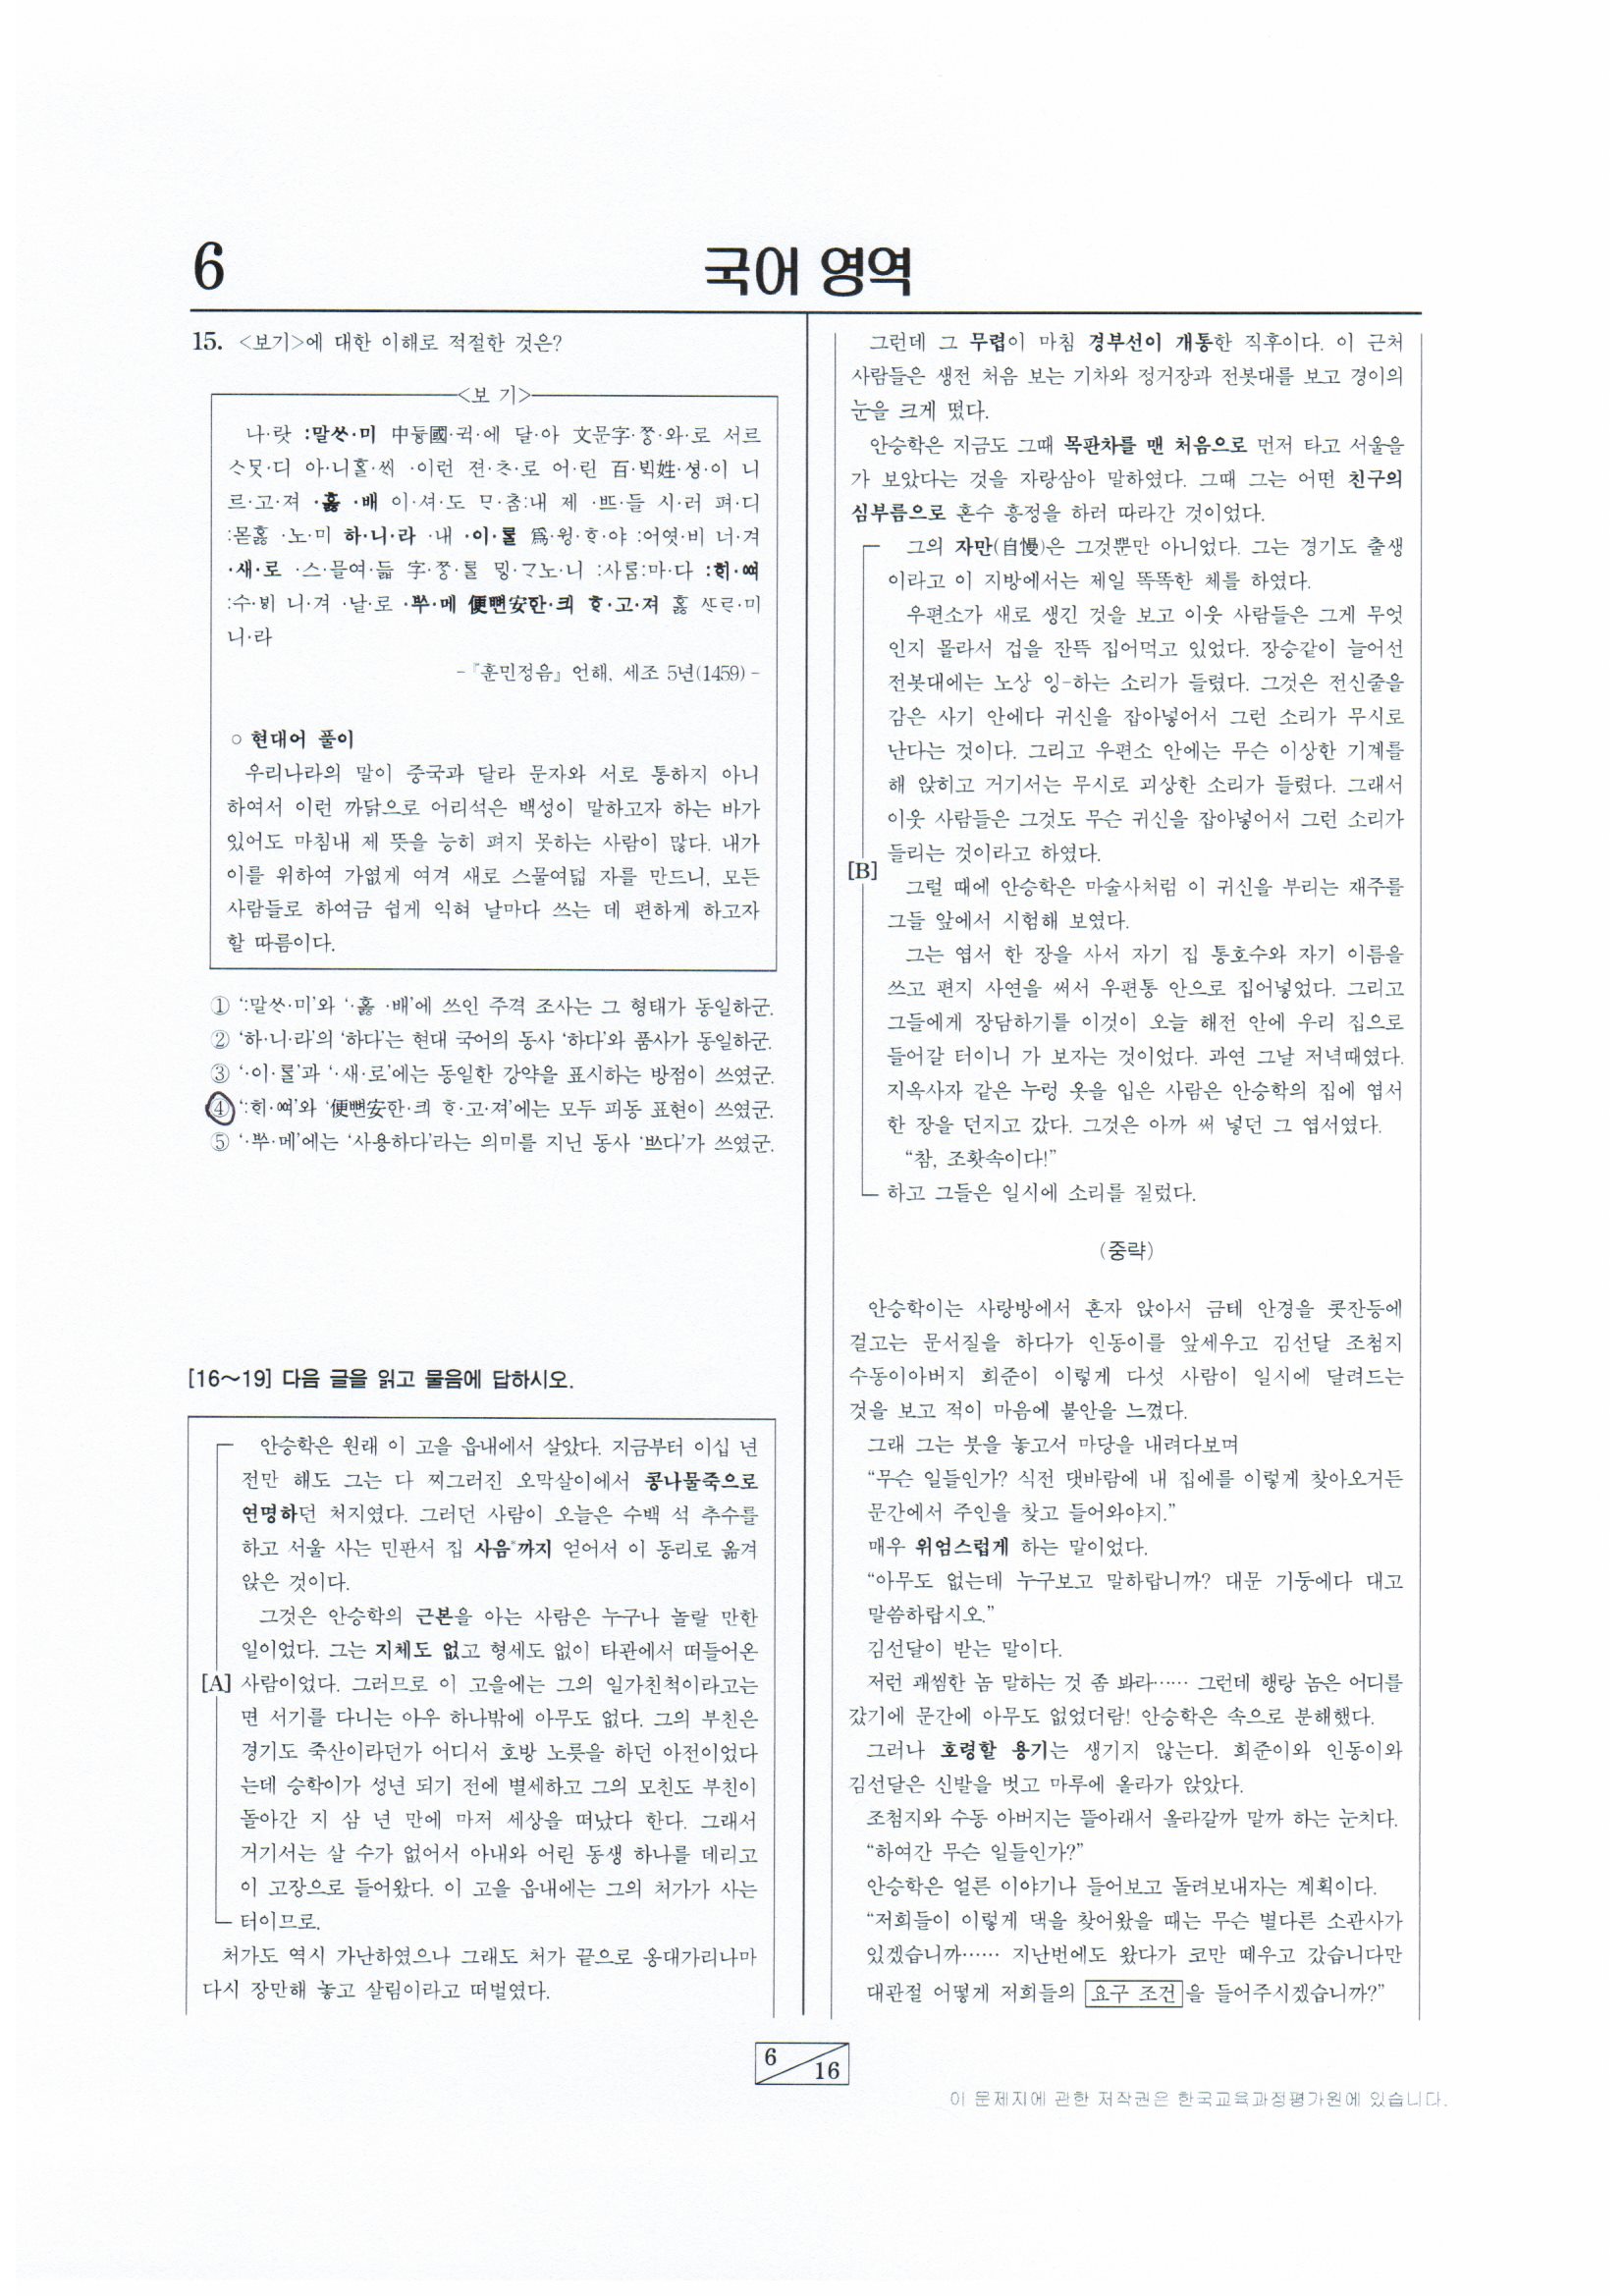 6
국어 영역
15. <보기>에 대한 이해로 적절한 것은?
<보 기>
나·랏 :말ᄊᆞ·미 中듕國·귁·에 달·아 文문字·ᄍᆞᆼ·와·로 서르
ᄉᆞᄆᆞᆺ·디 아·니ᄒᆞᆯ·ᄊᆡ ·이런 젼·ᄎᆞ·로 어·린 百·ᄇᆡᆨ姓·셩·이 니
르·고·져 ·홇 ·배 이·셔·도 ᄆᆞ·ᄎᆞᆷ:내 제 ·ᄠᅳ·들 시·러 펴·디
:몯ᄒᆞᇙ ·노·미 하·니·라 ·내 ·이·ᄅᆞᆯ 爲·윙·ᄒᆞ·야 :어엿·비 너·겨
·새·로 ·스·믈여·듧 字·ᄍᆞᆼ·ᄅᆞᆯ ᄆᆡᇰ·ᄀᆞ노·니 :사ᄅᆞᆷ:마·다 :ᄒᆡ·ᅇᅧ
:수·ᄫᅵ 니·겨 ·날·로 ·ᄡᅮ·메 便뼌安한·킈 ᄒᆞ·고·져 ᄒᆞᇙ ᄯᆞᄅᆞ·미
니·라
-『훈민정음』 언해, 세조 5년(1459)-
○ 현대어 풀이
우리나라의 말이 중국과 달라 문자와 서로 통하지 아니
하여서 이런 까닭으로 어리석은 백성이 말하고자 하는 바가
있어도 마침내 제 뜻을 능히 펴지 못하는 사람이 많다. 내가
이를 위하여 가엾게 여겨 새로 스물여덟 자를 만드니, 모든
사람들로 하여금 쉽게 익혀 날마다 쓰는 데 편하게 하고자
할 따름이다.
① ‘:말ᄊᆞ·미’와 ‘·홇 ·배’에 쓰인 주격 조사는 그 형태가 동일하군.
② ‘하·니·라’의 ‘하다’는 현대 국어의 동사 ‘하다’와 품사가 동일하군.
③ ‘·이·ᄅᆞᆯ’과 ‘·새·로’에는 동일한 강약을 표시하는 방점이 쓰였군.
④ ‘:ᄒᆡ·ᅇᅧ’와 ‘便뼌安한·킈 ᄒᆞ·고·져’에는 모두 피동 표현이 쓰였군.
⑤ ‘·ᄡᅮ·메’에는 ‘사용하다’라는 의미를 지닌 동사 ‘ᄡᅳ다’가 쓰였군.
[16～19] 다음 글을 읽고 물음에 답하시오.
안승학은 원래 이 고을 읍내에서 살았다. 지금부터 이십 년
전만 해도 그는 다 찌그러진 오막살이에서 콩나물죽으로
연명하던 처지였다. 그러던 사람이 오늘은 수백 석 추수를
하고 서울 사는 민판서 집 사음*까지 얻어서 이 동리로 옮겨
앉은 것이다.
그것은 안승학의 근본을 아는 사람은 누구나 놀랄 만한
일이었다. 그는 지체도 없고 형세도 없이 타관에서 떠들어온
[A] 사람이었다. 그러므로 이 고을에는 그의 일가친척이라고는
면 서기를 다니는 아우 하나밖에 아무도 없다. 그의 부친은
경기도 죽산이라던가 어디서 호방 노릇을 하던 아전이었다
는데 승학이가 성년 되기 전에 별세하고 그의 모친도 부친이
돌아간 지 삼 년 만에 마저 세상을 떠났다 한다. 그래서
거기서는 살 수가 없어서 아내와 어린 동생 하나를 데리고
이 고장으로 들어왔다. 이 고을 읍내에는 그의 처가가 사는
터이므로.
처가도 역시 가난하였으나 그래도 처가 끝으로 옹대가리나마
다시 장만해 놓고 살림이라고 떠벌였다.
그런데 그 무렵이 마침 경부선이 개통한 직후이다. 이 근처
사람들은 생전 처음 보는 기차와 정거장과 전봇대를 보고 경이의
눈을 크게 떴다.
안승학은 지금도 그때 목판차를 맨 처음으로 먼저 타고 서울을
가 보았다는 것을 자랑삼아 말하였다. 그때 그는 어떤 친구의
심부름으로 혼수 흥정을 하러 따라간 것이었다.
그의 자만(自慢)은 그것뿐만 아니었다. 그는 경기도 출생
이라고 이 지방에서는 제일 똑똑한 체를 하였다.
우편소가 새로 생긴 것을 보고 이웃 사람들은 그게 무엇
인지 몰라서 겁을 잔뜩 집어먹고 있었다. 장승같이 늘어선
전봇대에는 노상 잉-하는 소리가 들렸다. 그것은 전신줄을
감은 사기 안에다 귀신을 잡아넣어서 그런 소리가 무시로
난다는 것이다. 그리고 우편소 안에는 무슨 이상한 기계를
해 앉히고 거기서는 무시로 괴상한 소리가 들렸다. 그래서
이웃 사람들은 그것도 무슨 귀신을 잡아넣어서 그런 소리가
들리는 것이라고 하였다.
[B]
그럴 때에 안승학은 마술사처럼 이 귀신을 부리는 재주를
그들 앞에서 시험해 보였다.
그는 엽서 한 장을 사서 자기 집 통호수와 자기 이름을
쓰고 편지 사연을 써서 우편통 안으로 집어넣었다. 그리고
그들에게 장담하기를 이것이 오늘 해전 안에 우리 집으로
들어갈 터이니 가 보자는 것이었다. 과연 그날 저녁때였다.
지옥사자 같은 누렁 옷을 입은 사람은 안승학의 집에 엽서
한 장을 던지고 갔다. 그것은 아까 써 넣던 그 엽서였다.
“참, 조홧속이다!”
하고 그들은 일시에 소리를 질렀다.
(중략)
안승학이는 사랑방에서 혼자 앉아서 금테 안경을 콧잔등에
걸고는 문서질을 하다가 인동이를 앞세우고 김선달 조첨지
수동이아버지 희준이 이렇게 다섯 사람이 일시에 달려드는
것을 보고 적이 마음에 불안을 느꼈다.
그래 그는 붓을 놓고서 마당을 내려다보며
“무슨 일들인가? 식전 댓바람에 내 집에를 이렇게 찾아오거든
문간에서 주인을 찾고 들어와야지.”
매우 위엄스럽게 하는 말이었다.
“아무도 없는데 누구보고 말하랍니까? 대문 기둥에다 대고
말씀하랍시오.”
김선달이 받는 말이다.
저런 괘씸한 놈 말하는 것 좀 봐라…… 그런데 행랑 놈은 어디를
갔기에 문간에 아무도 없었더람! 안승학은 속으로 분해했다.
그러나 호령할 용기는 생기지 않는다. 희준이와 인동이와
김선달은 신발을 벗고 마루에 올라가 앉았다.
조첨지와 수동 아버지는 뜰아래서 올라갈까 말까 하는 눈치다.
“하여간 무슨 일들인가?”
안승학은 얼른 이야기나 들어보고 돌려보내자는 계획이다.
“저희들이 이렇게 댁을 찾어왔을 때는 무슨 별다른 소관사가
있겠습니까…… 지난번에도 왔다가 코만 떼우고 갔습니다만
대관절 어떻게 저희들의 요구 조건을 들어주시겠습니까?”
6
16
이 문제지에 관한 저작권은 한국교육과정평가원에 있습니다.